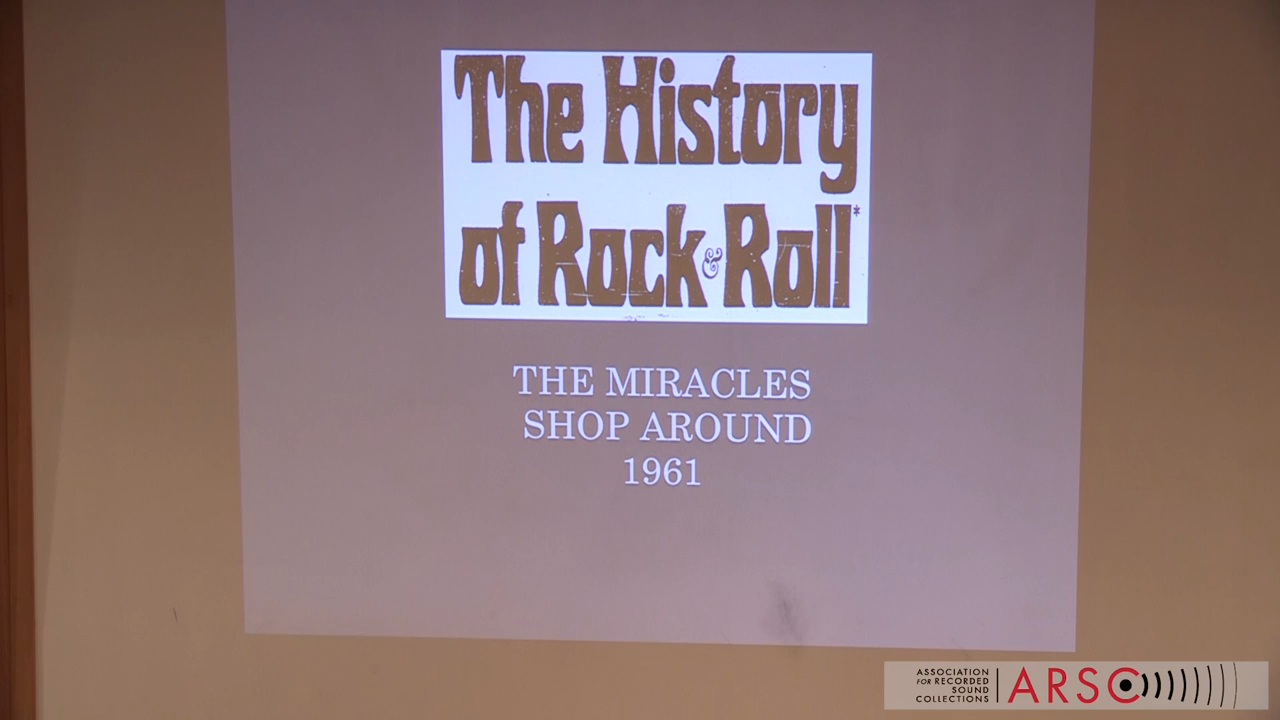 The History
of Rock & Roll*
THE MIRACLES
SHOP AROUND
1961
ASSOCIATION
FOR RECORDED
SOUND
COLLECTIONS
ARSC